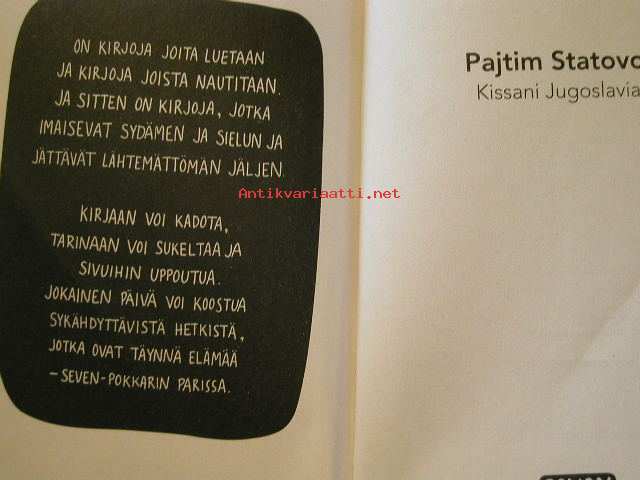 ON KIRJOJA JOITA LUETAAN
JA KIRJOJA JOISTA NAUTITAAN.
JA SITTEN ON KIRJOJA, JOTKA
IMAISEVAT SYDÄMEN JA SIELUN JA
JÄTTÄVÄT LÄHTEMÄTTÖMÄN JÄLJEN.
KIRJAAN VOI KADOTA,
TARINAAN VOI SUKELTAA JA
SIVUIHIN UPPOUTUA.
JOKAINEN PÄIVÄ VOI KOOSTUA
SYKÄHDYTTÄVISTÄ HETKISTÄ,
JOTKA OVAT TÄYNNÄ ELÄMÄÄ
– SEVEN-POKKARIN PARISSA.
Antikvariaatti.net
Pajtim Statovc
Kissani Jugoslavia